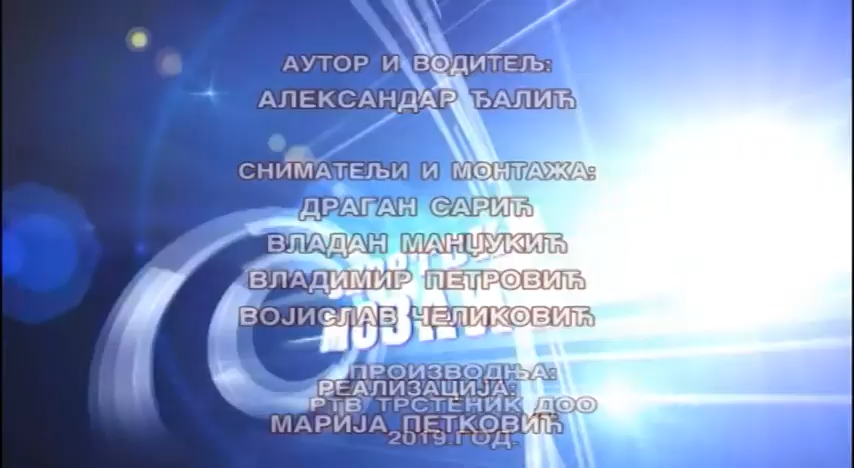 АУТОР И ВОДИТЕЉ:
АЛЕКСАНДАР ЂАЛИЋ
СНИМАТЕЉИ И МОНТАЖА:
ДРАГАН САРИЋ
ВЛАДАН МАНЏУКИЋ
ВЛАДИМИР ПЕТРОВИЋ
ВОЈИСЛАВ ЧЕЛИКОВИЋ
ПРОИЗВОДЊА:
РЕАЛИЗАЦИЈА:
РТВ ТРСТЕНИК ДОО
МАРИЈА ПЕТКОВИЋ
2019.ГОД.